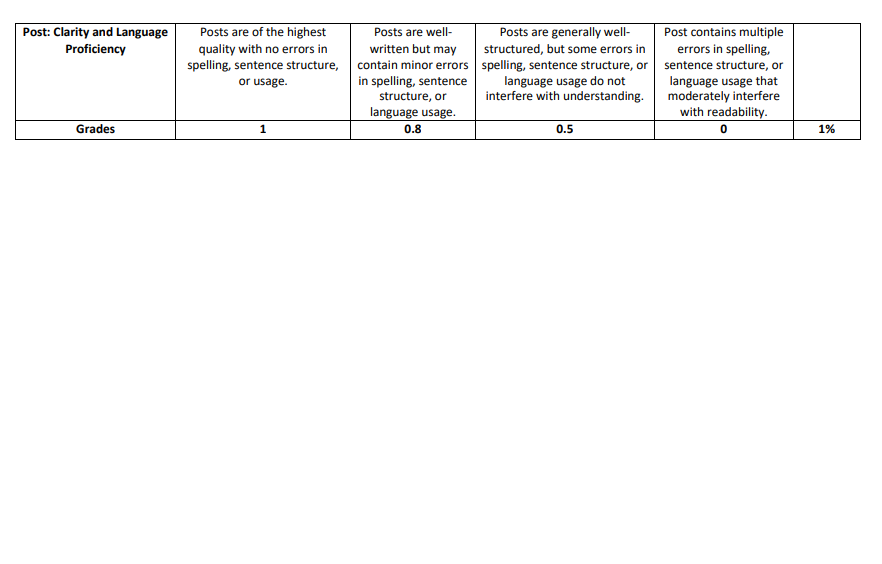 Post: Clarity and Language
Proficiency
Posts are of the highest
quality with no errors in
spelling, sentence structure,
or usage.
Posts are well-
written but may
contain minor errors
in spelling, sentence
structure, or
language usage.
Posts are generally well-
structured, but some errors in
spelling, sentence structure, or
language usage do not
interfere with understanding.
Post contains multiple
errors in spelling,
sentence structure, or
language usage that
moderately interfere
with readability.
Grades
1
0.8
0.5
0
1%